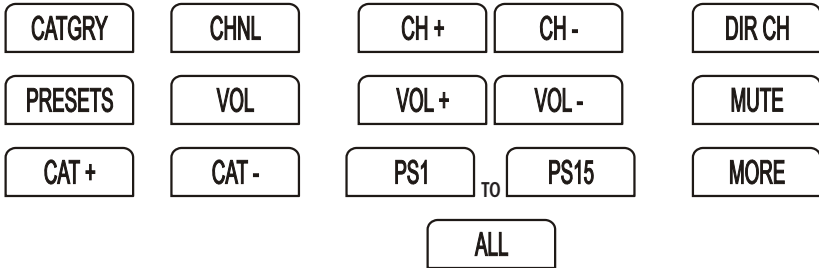 CATGRY CHNL CH + CH - DIR CH
PRESETS VOL VOL + VOL - MUTE
CAT + CAT - PS1 TO PS15 MORE
ALL